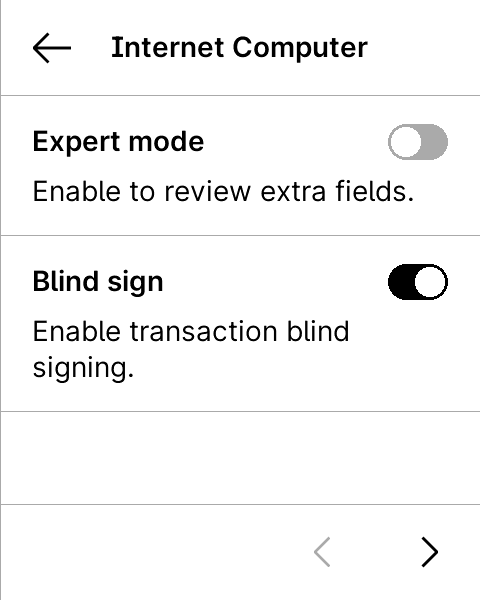 Internet Computer
Expert mode
Enable to review extra fields.
Blind sign
Enable transaction blind
signing.